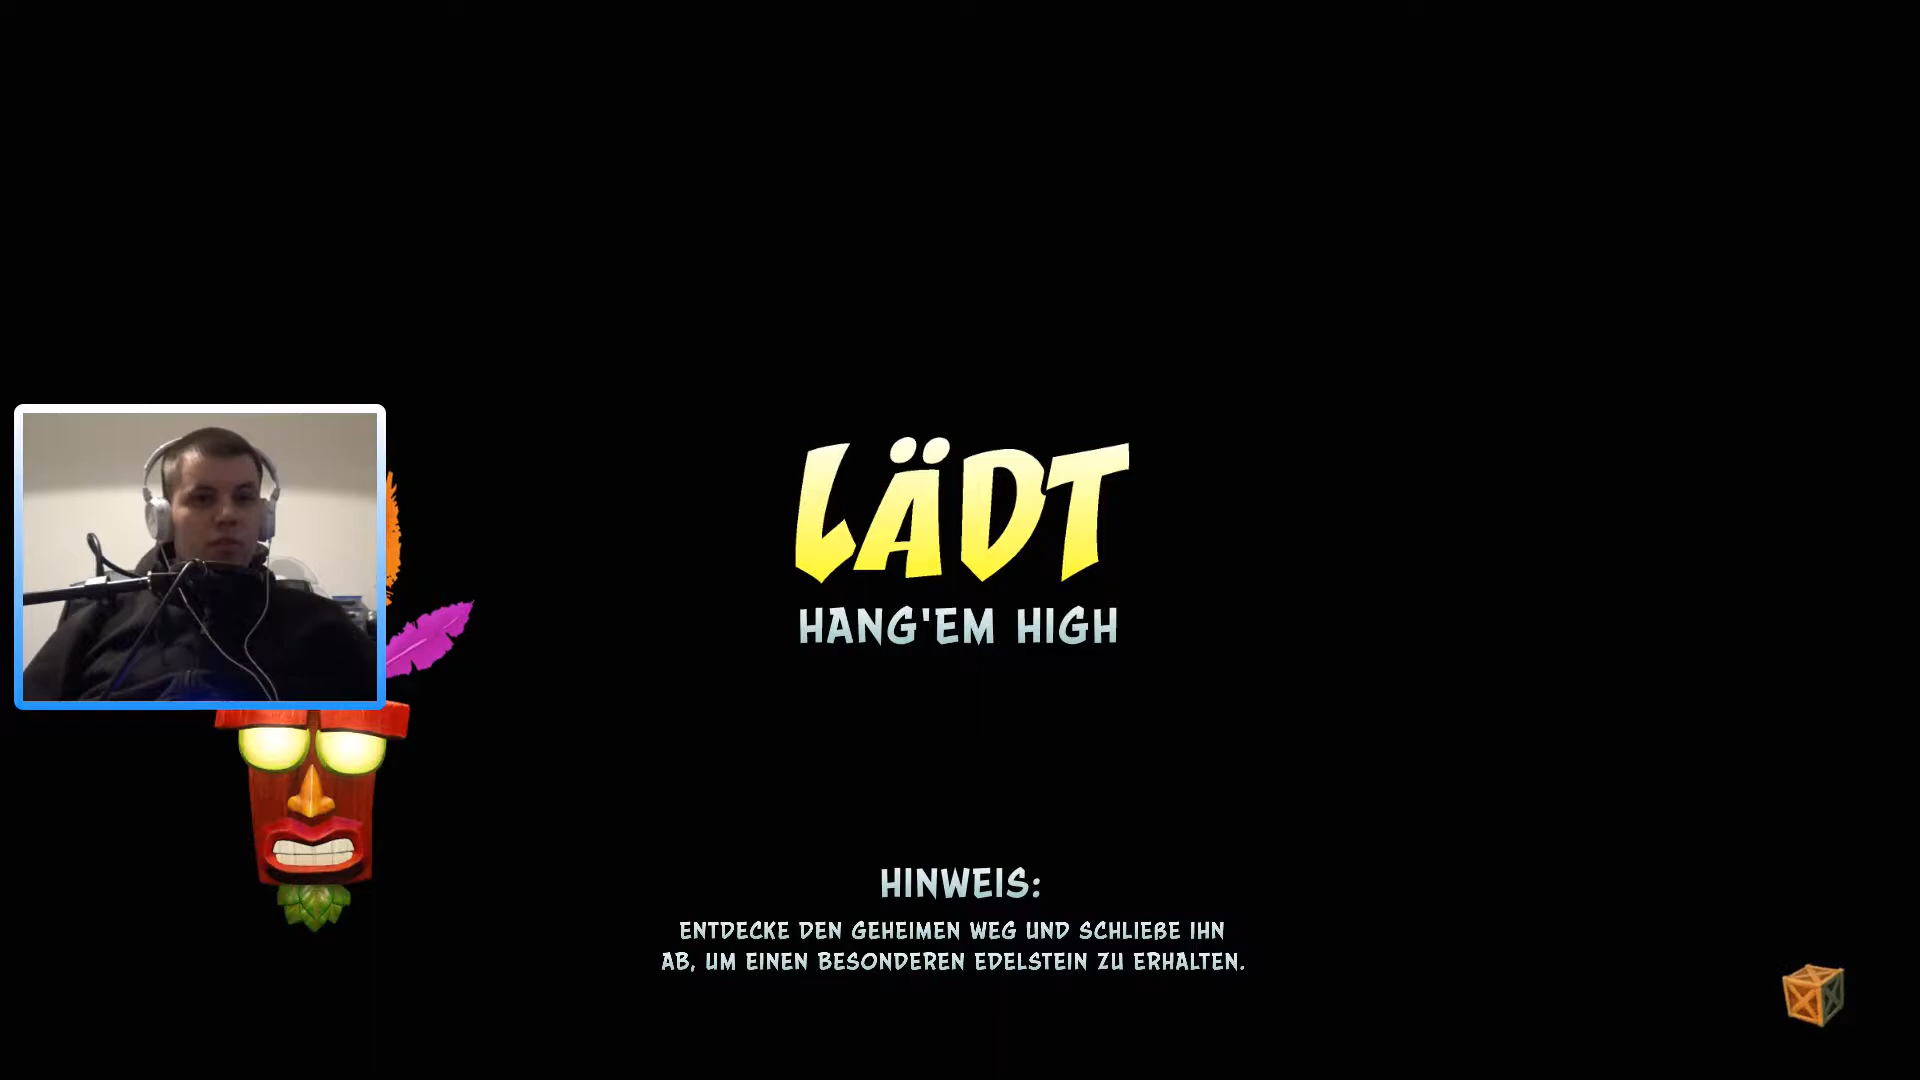 LÄDT
HANG'EM HIGH
HINWEIS:
ENTDECKE DEN GEHEIMEN WEG UND SCHLIEßE IHN
AB, UM EINEN BESONDEREN EDELSTEIN ZU ERHALTEN.